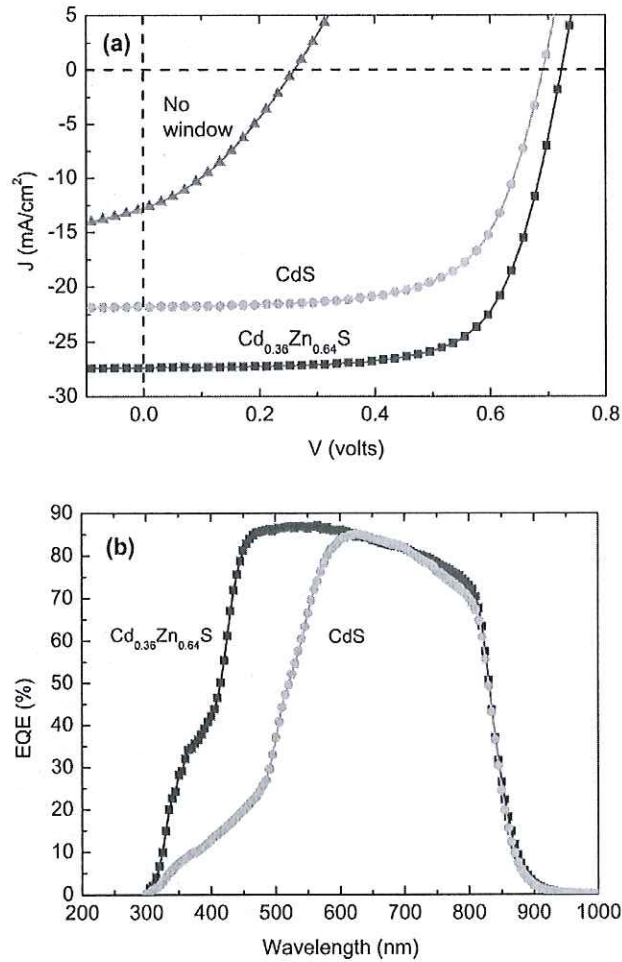 (a)
5
0
-5
-10
-15
-20
-25
-30
J (mA/cm²)
No
window
CdS
Cd₀.₃₆Zn₀.₆₄S
0.0 0.2 0.4 0.6 0.8
V (volts)
(b)
90
80
70
60
50
40
30
20
10
0
EQE (%)
Cd₀.₃₆Zn₀.₆₄S
CdS
200 300 400 500 600 700 800 900 1000
Wavelength (nm)